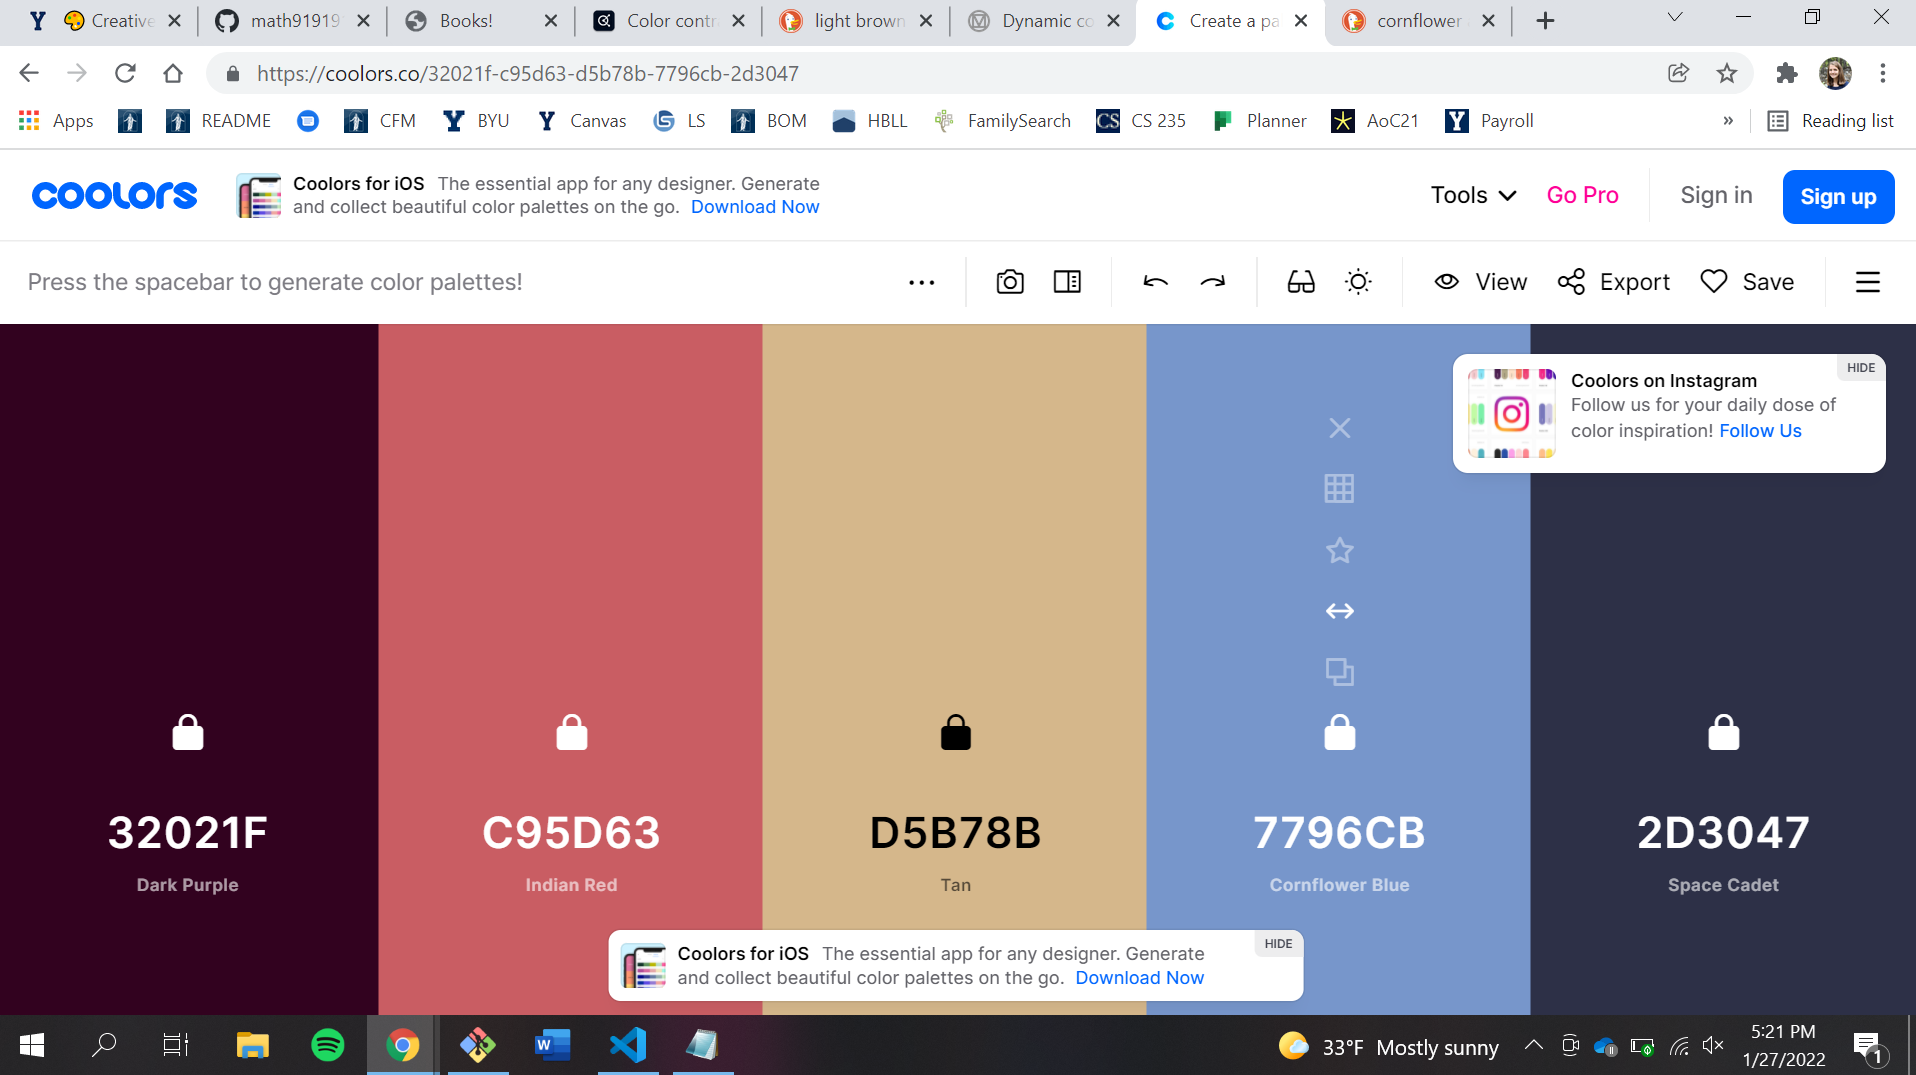 Creative
math91919
Books!
Color contr
light brown
Dynamic co
Create a pa
cornflower
https://coolors.co/32021f-c95d63-d5b78b-7796cb-2d3047
Apps
README
CFM
BYU
Canvas
LS
BOM
HBLL
FamilySearch
CS 235
Planner
AoC21
Payroll
»
Reading list
coolors
Coolors for iOS The essential app for any designer. Generate
and collect beautiful color palettes on the go. Download Now
Tools
Go Pro
Sign in
Sign up
Press the spacebar to generate color palettes!
View
Export
Save
HIDE
Coolors on Instagram
Follow us for your daily dose of
color inspiration! Follow Us
32021F
Dark Purple
C95D63
Indian Red
D5B78B
Tan
7796CB
Cornflower Blue
2D3047
Space Cadet
HIDE
Coolors for iOS The essential app for any designer. Generate
and collect beautiful color palettes on the go. Download Now
33°F Mostly sunny
5:21 PM
1/27/2022
1